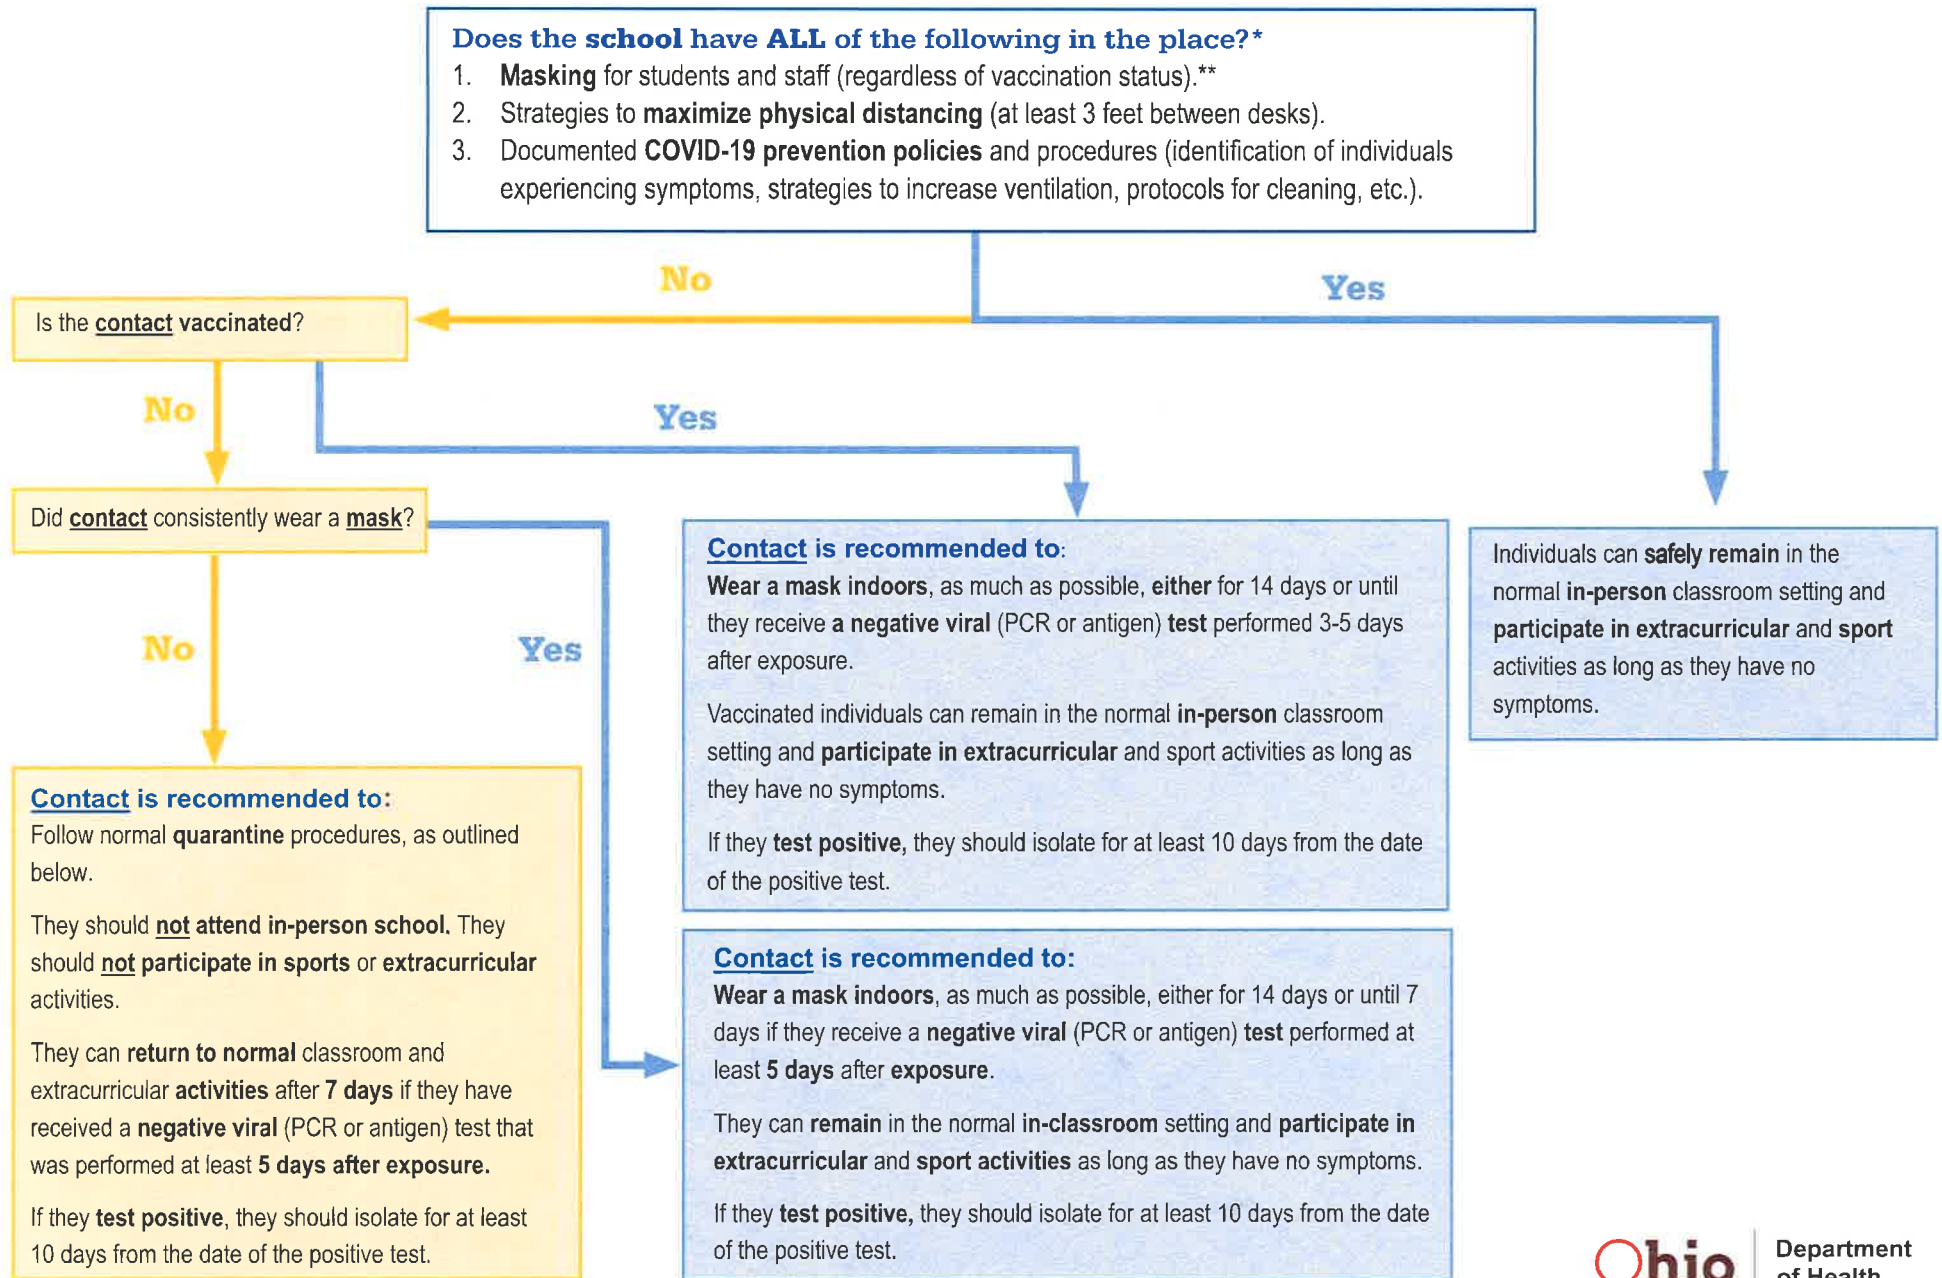 Does the school have ALL of the following in the place?*
1. Masking for students and staff (regardless of vaccination status).**
2. Strategies to maximize physical distancing (at least 3 feet between desks).
3. Documented COVID-19 prevention policies and procedures (identification of individuals
experiencing symptoms, strategies to increase ventilation, protocols for cleaning, etc.).
No
Yes
Is the contact vaccinated?
No
Yes
Did contact consistently wear a mask?
No
Yes
Contact is recommended to:
Wear a mask indoors, as much as possible, either for 14 days or until
they receive a negative viral (PCR or antigen) test performed 3-5 days
after exposure.
Vaccinated individuals can remain in the normal in-person classroom
setting and participate in extracurricular and sport activities as long as
they have no symptoms.
If they test positive, they should isolate for at least 10 days from the date
of the positive test.
Individuals can safely remain in the
normal in-person classroom setting and
participate in extracurricular and sport
activities as long as they have no
symptoms.
Contact is recommended to:
Follow normal quarantine procedures, as outlined
below.
They should not attend in-person school. They
should not participate in sports or extracurricular
activities.
They can return to normal classroom and
extracurricular activities after 7 days if they have
received a negative viral (PCR or antigen) test that
was performed at least 5 days after exposure.
If they test positive, they should isolate for at least
10 days from the date of the positive test.
Contact is recommended to:
Wear a mask indoors, as much as possible, either for 14 days or until 7
days if they receive a negative viral (PCR or antigen) test performed at
least 5 days after exposure.
They can remain in the normal in-classroom setting and participate in
extracurricular and sport activities as long as they have no symptoms.
If they test positive, they should isolate for at least 10 days from the date
of the positive test.
Ohio
Department
of Health